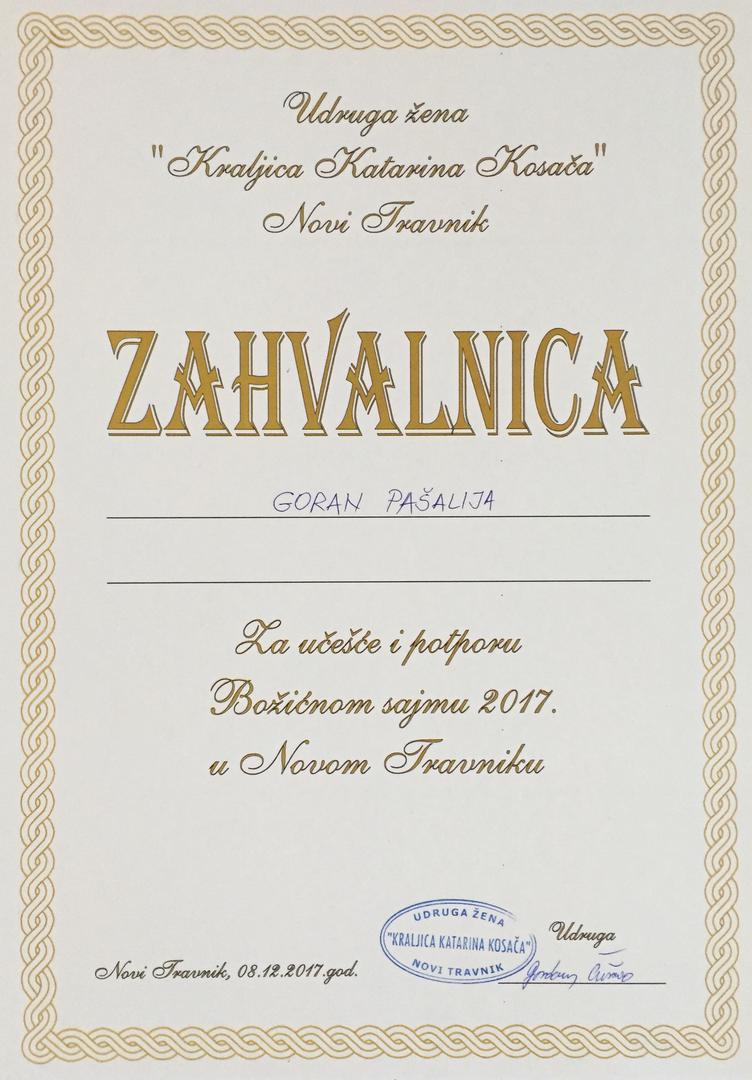 Udruga žena
"Kraljica Katarina Kosača"
Novi Travnik
ZAHVALNICA
GORAN PAŠALIJA
Za učešće i potporu
Božićnom sajmu 2017.
u Novom Travniku
UDRUGA ŽENA
"KRALJICA KATARINA KOSAČA"
NOVI TRAVNIK
Udruga
Novi Travnik, 08.12.2017.god.